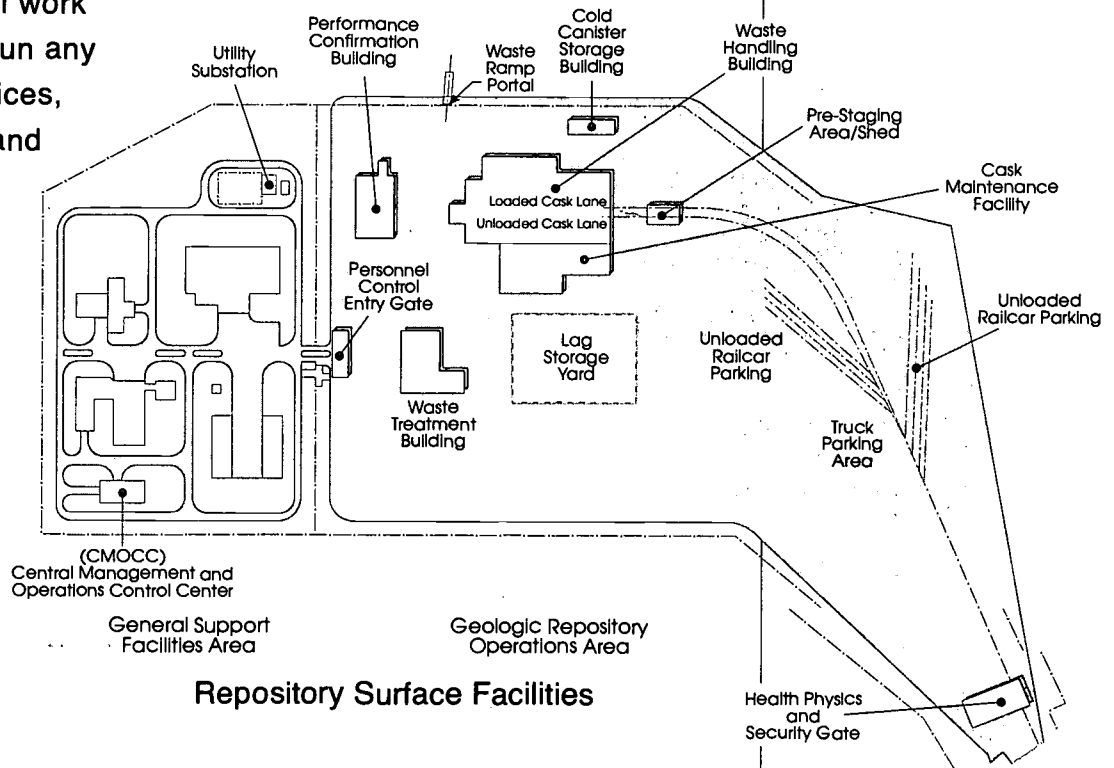 work
un any
ices,
and
Utility
Substation
Performance
Confirmation
Building
Waste
Ramp
Portal
Cold
Canister
Storage
Building
Waste
Handling
Building
Pre-Staging
Area/Shed
Cask
Maintenance
Facility
Loaded Cask Lane
Unloaded Cask Lane
Personnel
Control
Entry Gate
Unloaded
Railcar Parking
Lag
Storage
Yard
Unloaded
Railcar
Parking
Waste
Treatment
Building
Truck
Parking
Area
(CMOCC)
Central Management and
Operations Control Center
General Support
Facilities Area
Geologic Repository
Operations Area
Repository Surface Facilities
Health Physics
and
Security Gate